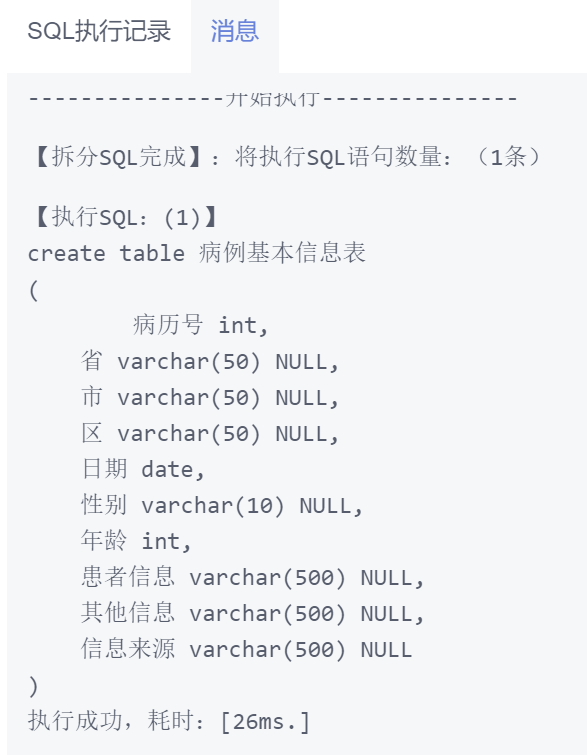 SQL执行记录 消息
---------------开始执行---------------
【拆分SQL完成】：将执行SQL语句数量：（1条）
【执行SQL：(1)】
create table 病例基本信息表
(
病历号 int,
省 varchar(50) NULL,
市 varchar(50) NULL,
区 varchar(50) NULL,
日期 date,
性别 varchar(10) NULL,
年龄 int,
患者信息 varchar(500) NULL,
其他信息 varchar(500) NULL,
信息来源 varchar(500) NULL
)
执行成功，耗时：[26ms.]